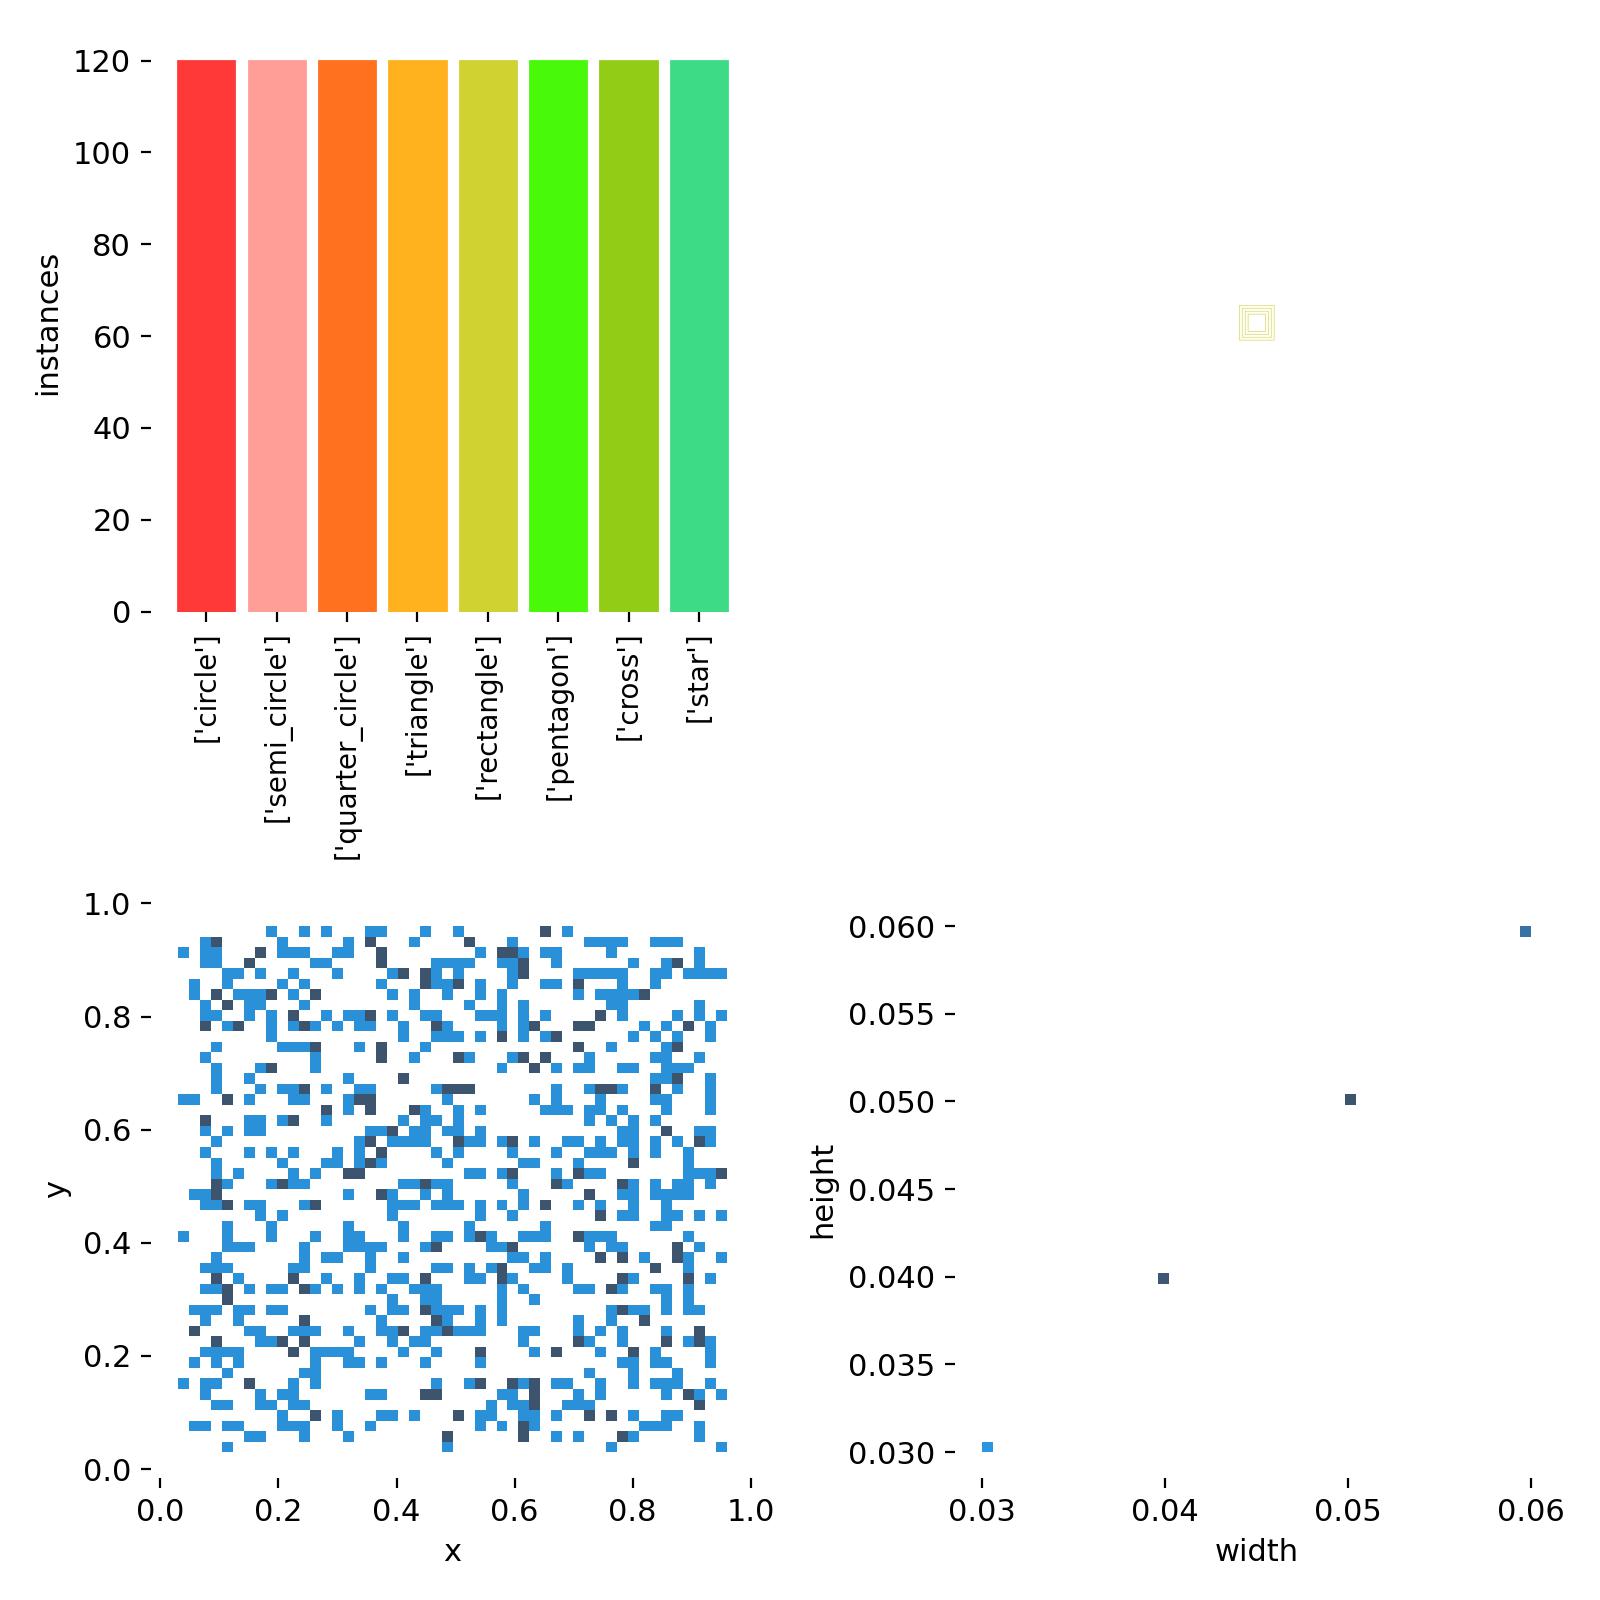 120
100
80
60
40
20
0
instances
['circle']
['semi_circle']
['quarter_circle']
['triangle']
['rectangle']
['pentagon']
['cross']
['star']
1.0
0.8
0.6
0.4
0.2
0.0
y
0.0 0.2 0.4 0.6 0.8 1.0
x
0.060
0.055
0.050
0.045
0.040
0.035
0.030
height
0.03 0.04 0.05 0.06
width